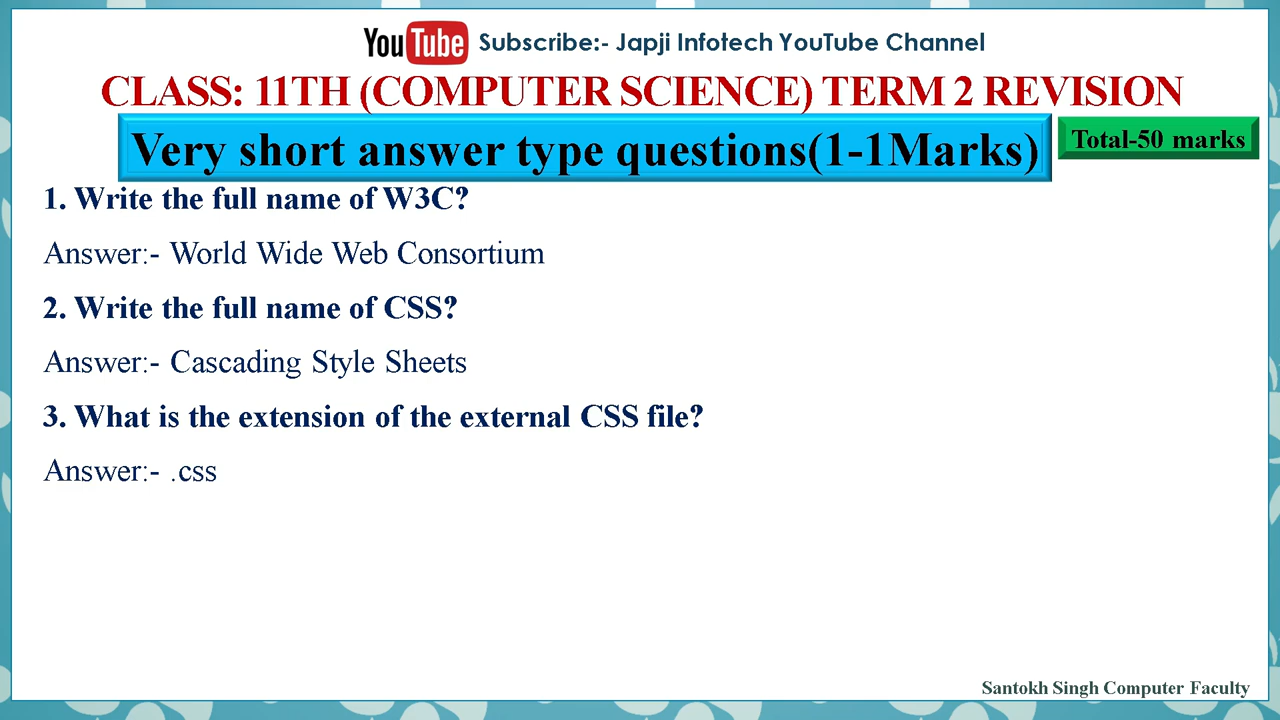 YouTube Subscribe:- Japji Infotech YouTube Channel
CLASS: 11TH (COMPUTER SCIENCE) TERM 2 REVISION
Very short answer type questions(1-1Marks)
Total-50 marks
1. Write the full name of W3C?
Answer:- World Wide Web Consortium
2. Write the full name of CSS?
Answer:- Cascading Style Sheets
3. What is the extension of the external CSS file?
Answer:- .css
Santokh Singh Computer Faculty